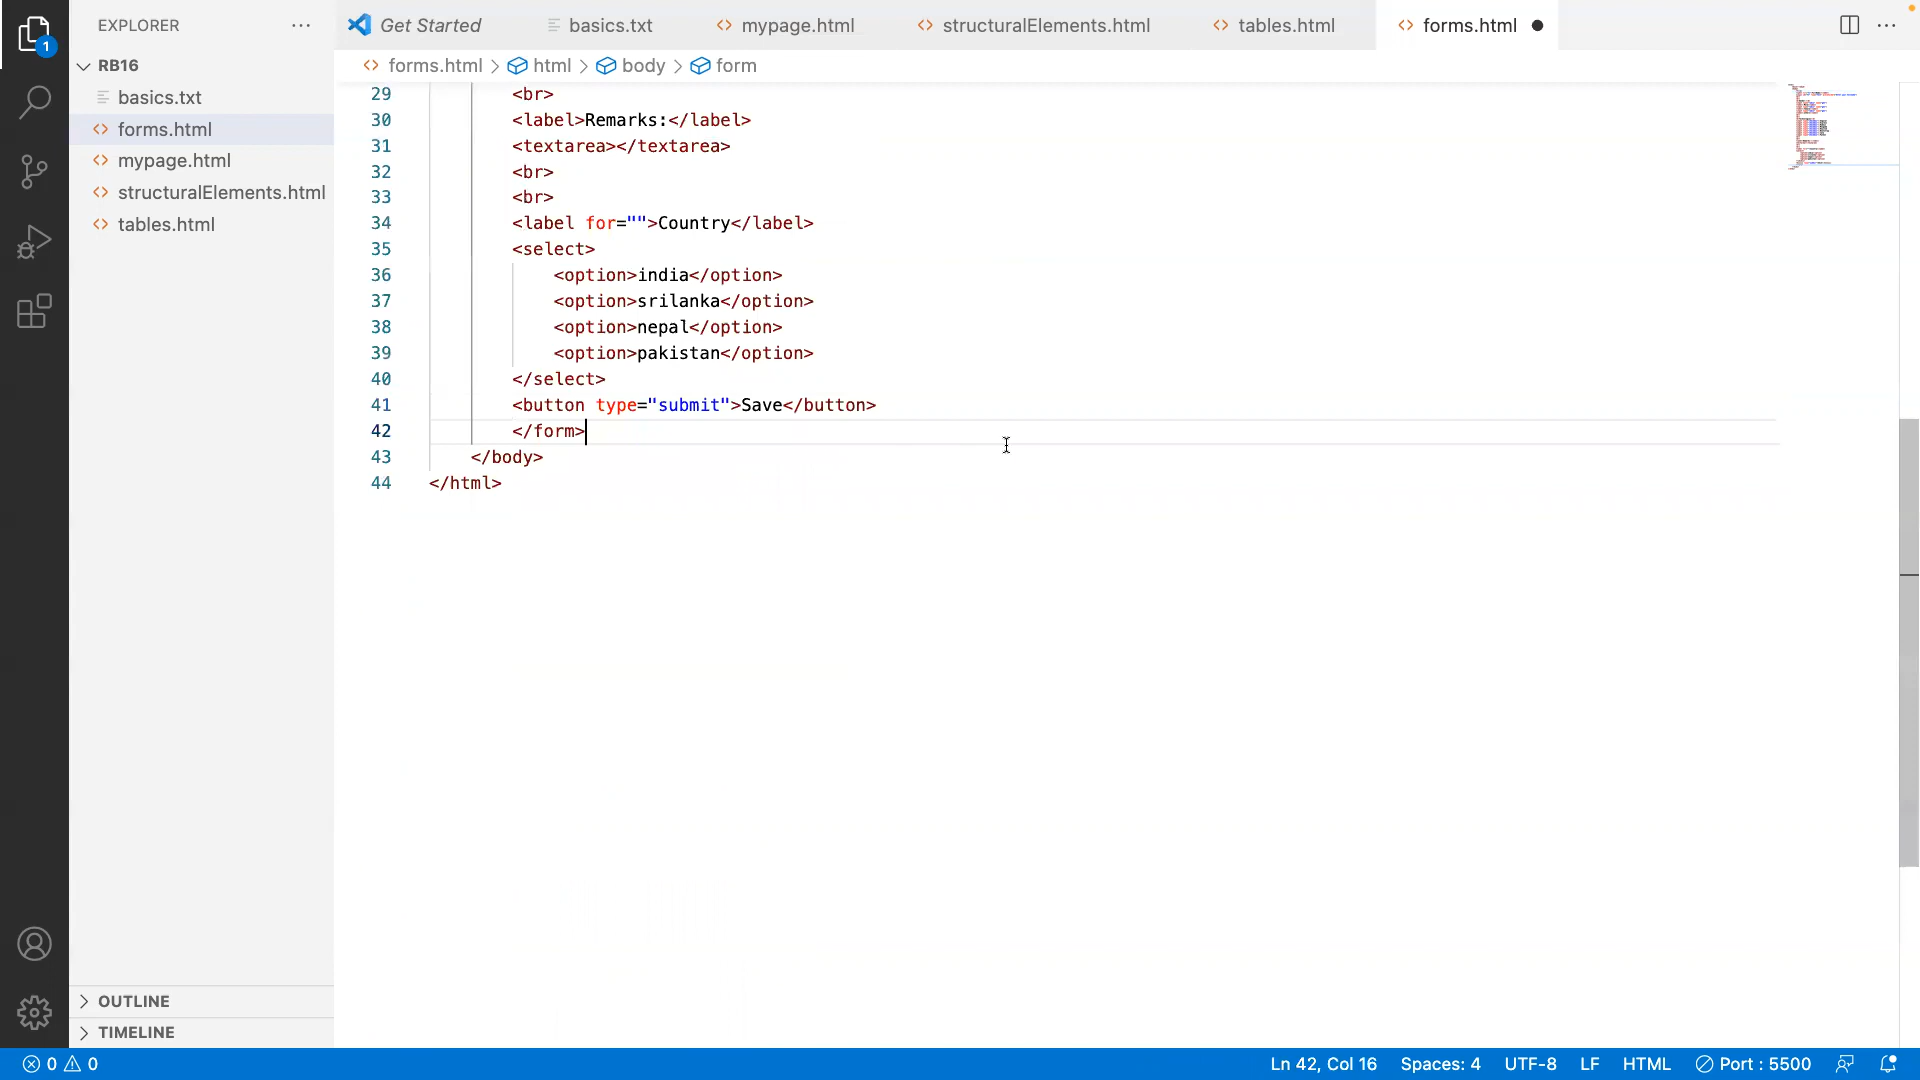 EXPLORER
RB16
basics.txt
forms.html
mypage.html
structuralElements.html
tables.html
OUTLINE
TIMELINE
1
Get Started basics.txt mypage.html structuralElements.html tables.html forms.html
forms.html > html > body > form
29 <br>
30 <label>Remarks:</label>
31 <textarea></textarea>
32 <br>
33 <br>
34 <label for="">Country</label>
35 <select>
36 <option>india</option>
37 <option>srilanka</option>
38 <option>nepal</option>
39 <option>pakistan</option>
40 </select>
41 <button type="submit">Save</button>
42 </form>
43 </body>
44 </html>
0 0 Ln 42, Col 16 Spaces: 4 UTF-8 LF HTML Port : 5500